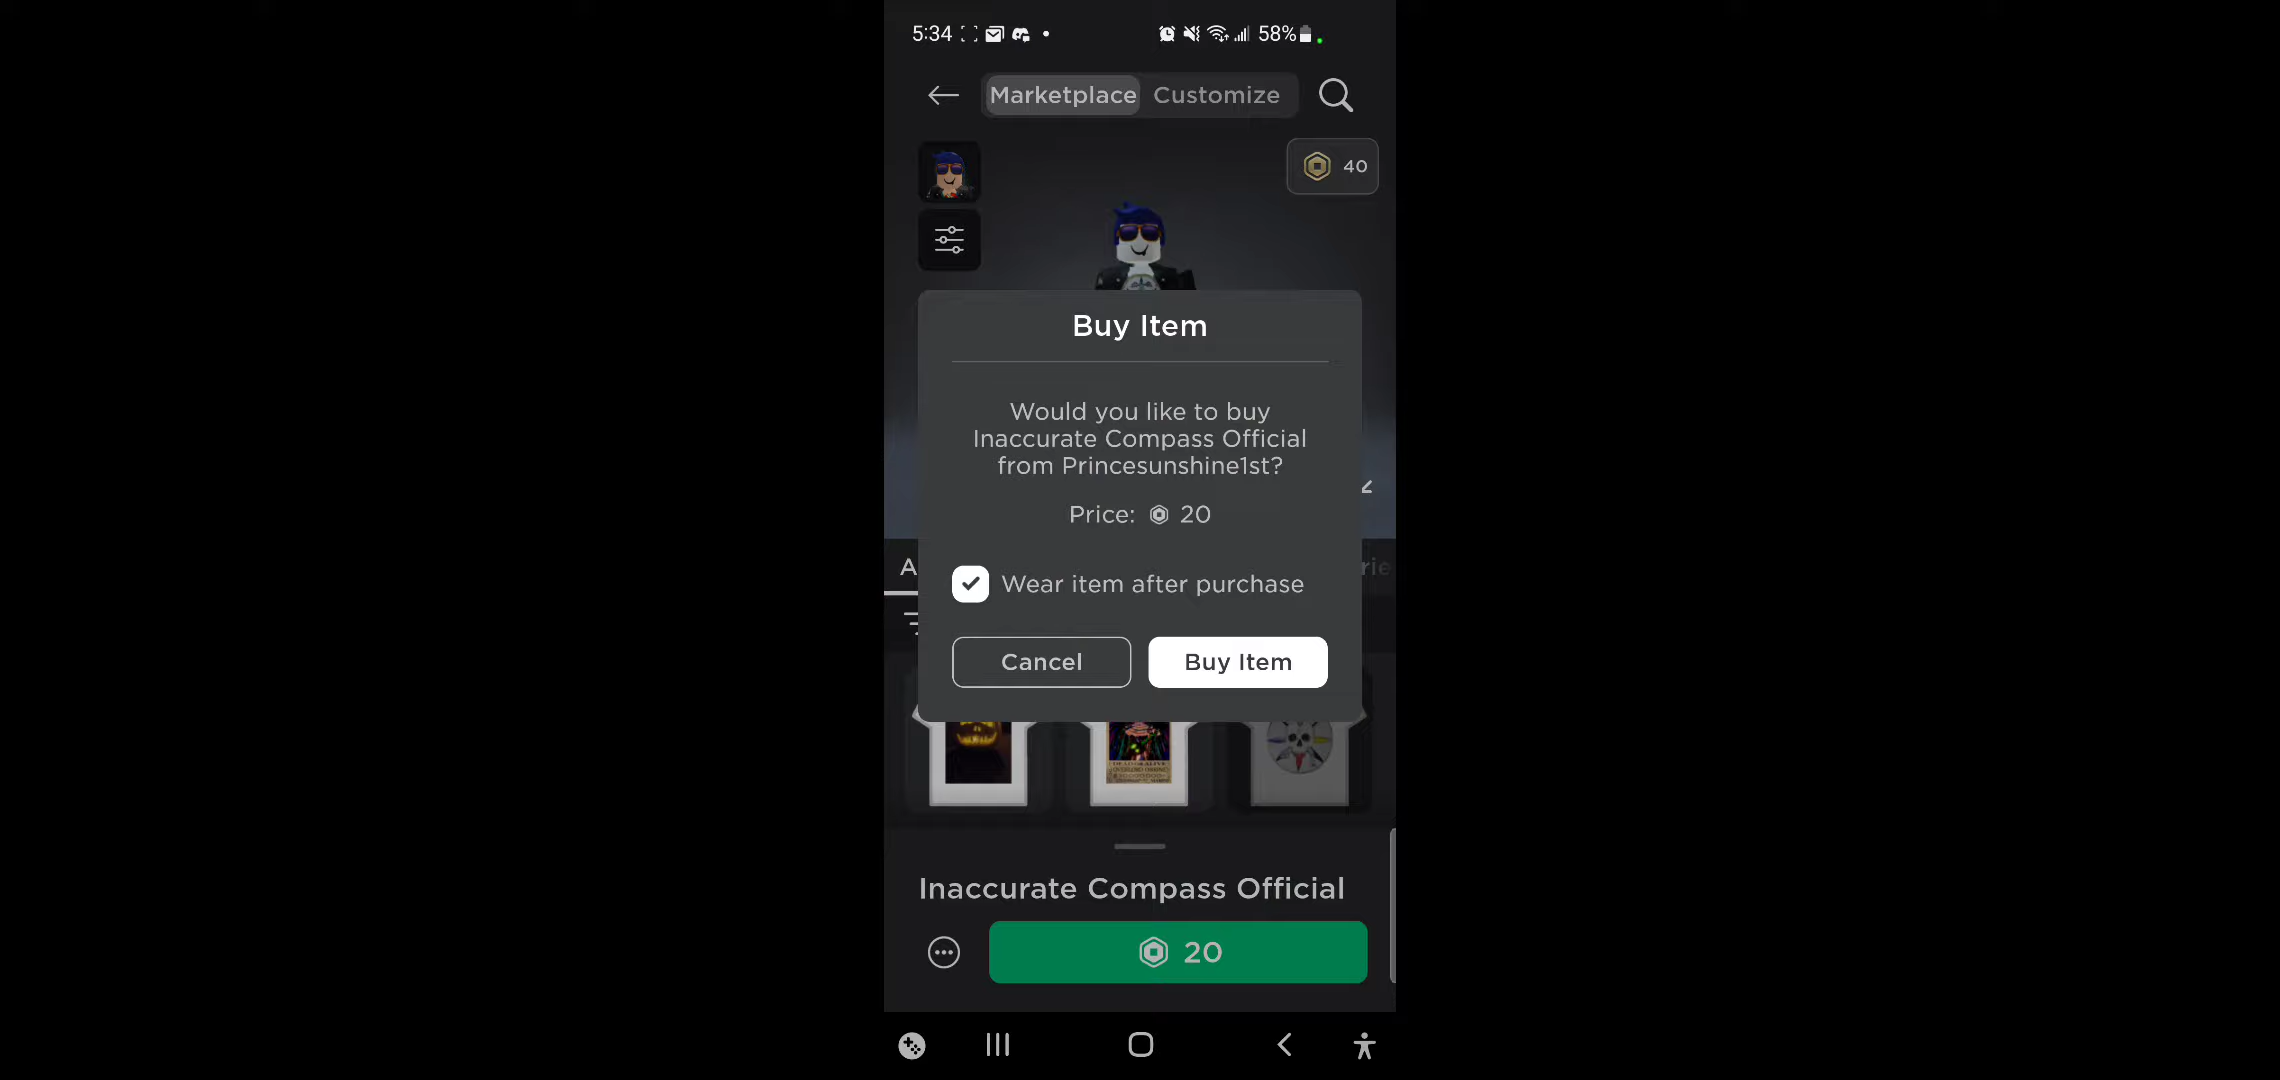 5:34
58%
Marketplace Customize
40
Buy Item
Would you like to buy
Inaccurate Compass Official
from Princesunshine1st?
Price: 20
Wear item after purchase
Cancel Buy Item
Inaccurate Compass Official
20